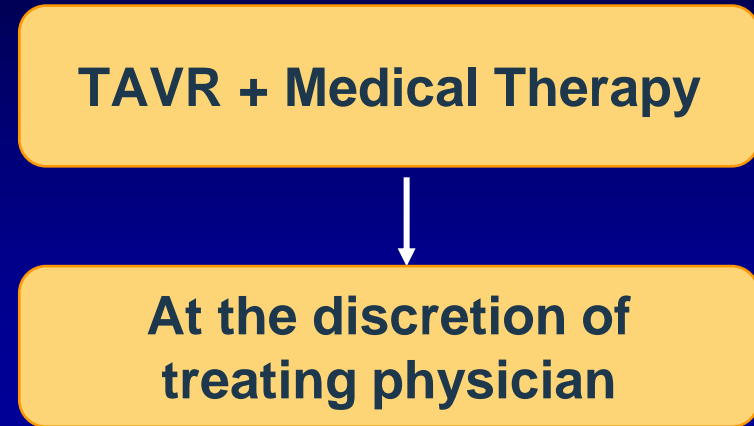 TAVR + Medical Therapy
At the discretion of
treating physician